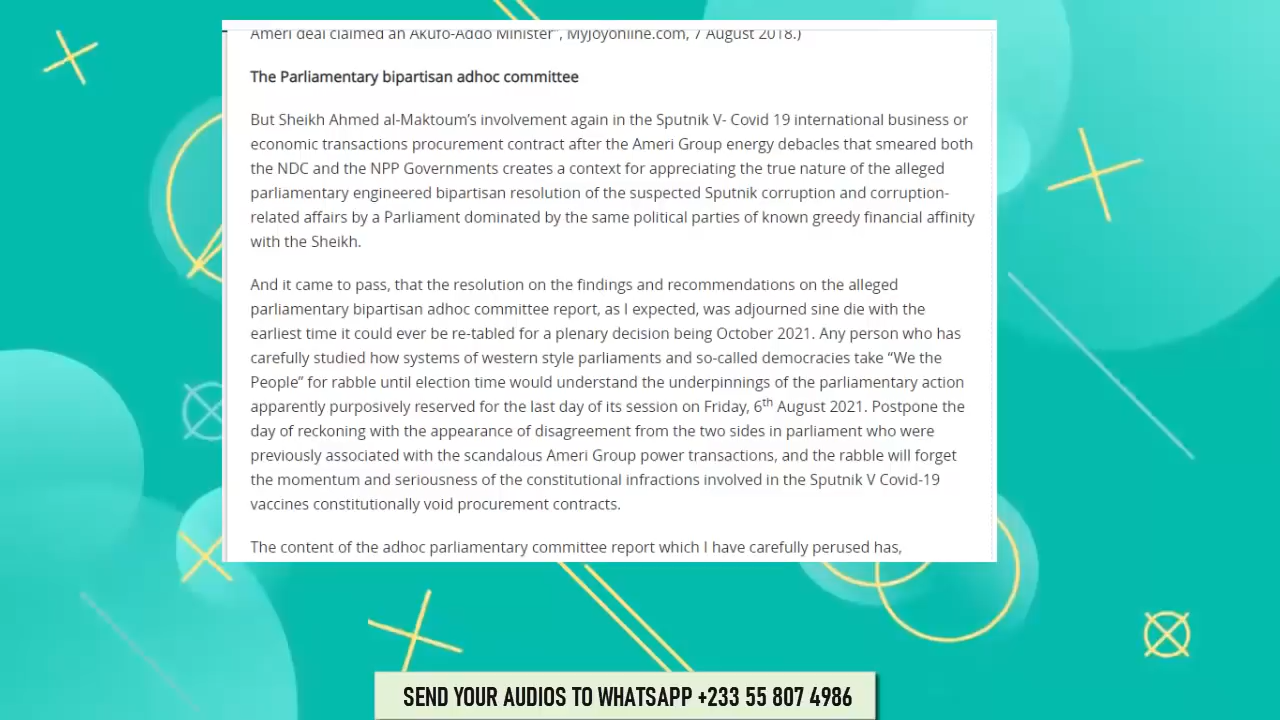 Ameri deal claimed an Akufo-Addo Minister", Myjoyonline.com, 7 August 2018.)
The Parliamentary bipartisan adhoc committee
But Sheikh Ahmed al-Maktoum's involvement again in the Sputnik V- Covid 19 international business or
economic transactions procurement contract after the Ameri Group energy debacles that smeared both
the NDC and the NPP Governments creates a context for appreciating the true nature of the alleged
parliamentary engineered bipartisan resolution of the suspected Sputnik corruption and corruption-
related affairs by a Parliament dominated by the same political parties of known greedy financial affinity
with the Sheikh.
And it came to pass, that the resolution on the findings and recommendations on the alleged
parliamentary bipartisan adhoc committee report, as I expected, was adjourned sine die with the
earliest time it could ever be re-tabled for a plenary decision being October 2021. Any person who has
carefully studied how systems of western style parliaments and so-called democracies take “We the
People” for rabble until election time would understand the underpinnings of the parliamentary action
apparently purposively reserved for the last day of its session on Friday, 6th August 2021. Postpone the
day of reckoning with the appearance of disagreement from the two sides in parliament who were
previously associated with the scandalous Ameri Group power transactions, and the rabble will forget
the momentum and seriousness of the constitutional infractions involved in the Sputnik V Covid-19
vaccines constitutionally void procurement contracts.
The content of the adhoc parliamentary committee report which I have carefully perused has,
SEND YOUR AUDIOS TO WHATSAPP +233 55 807 4986